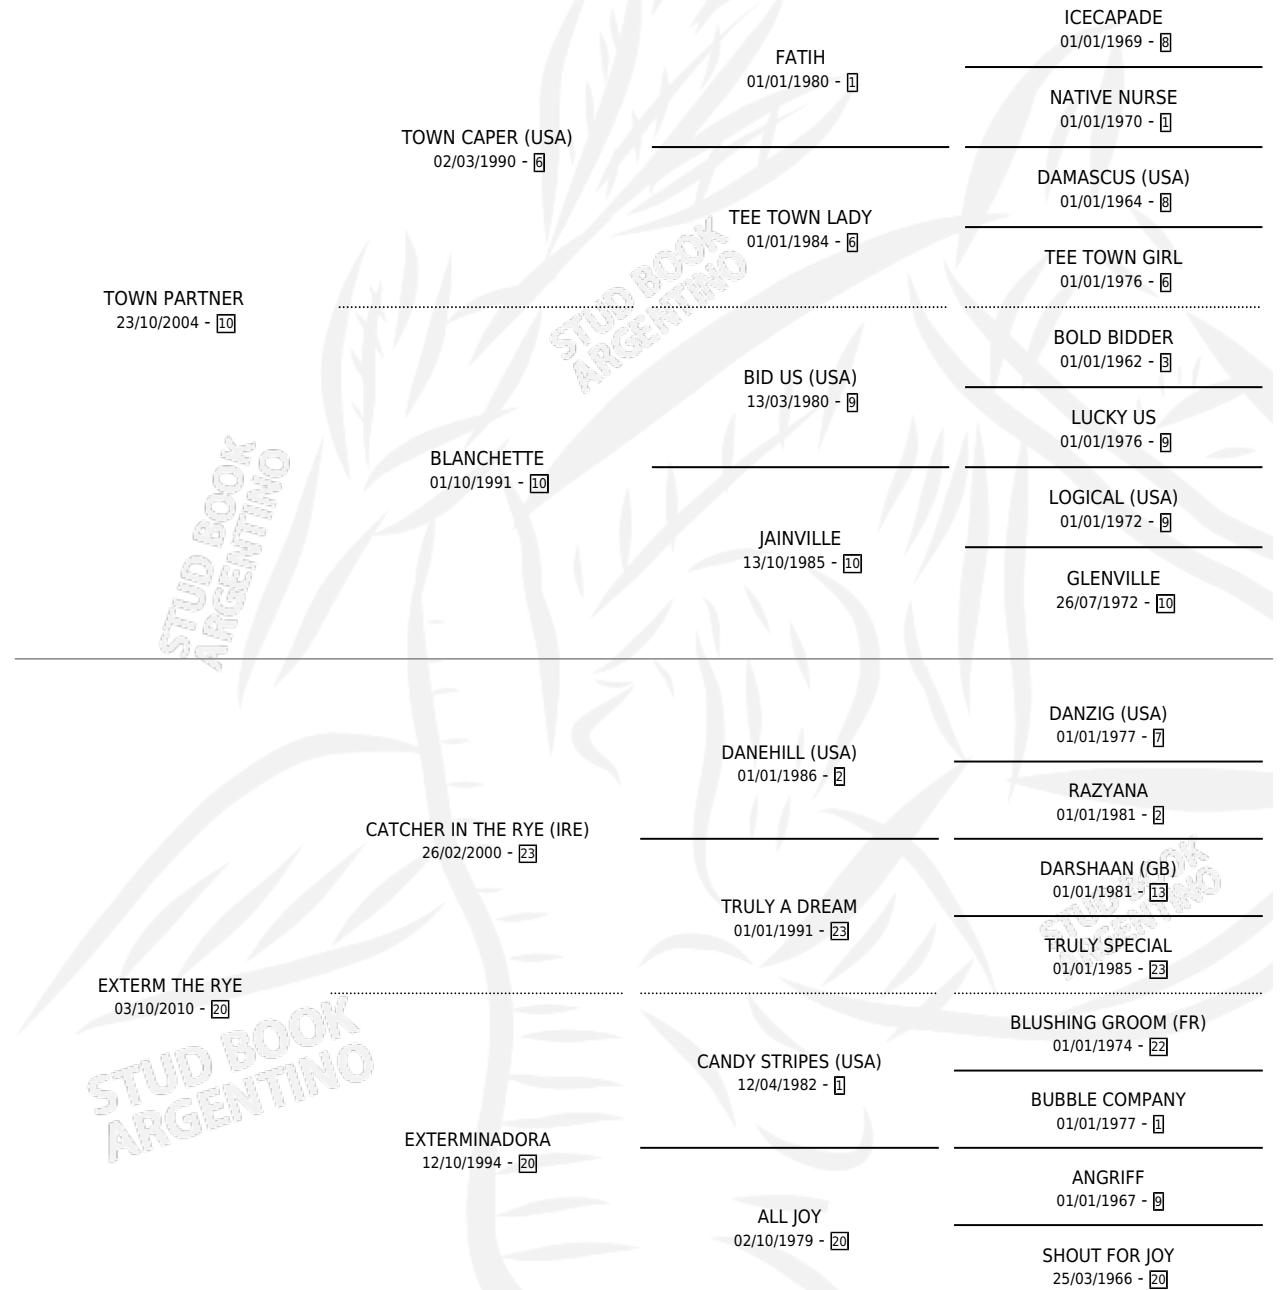 ICECAPADE
01/01/1969 - 8
FATIH
01/01/1980 - 1
NATIVE NURSE
01/01/1970 - 1
TOWN CAPER (USA)
02/03/1990 - 6
DAMASCUS (USA)
01/01/1964 - 8
TEE TOWN LADY
01/01/1984 - 6
TEE TOWN GIRL
01/01/1976 - 6
TOWN PARTNER
23/10/2004 - 10
BOLD BIDDER
01/01/1962 - 3
BID US (USA)
13/03/1980 - 9
LUCKY US
01/01/1976 - 9
BLANCHETTE
01/10/1991 - 10
LOGICAL (USA)
01/01/1972 - 9
JAINVILLE
13/10/1985 - 10
GLENVILLE
26/07/1972 - 10
STUD BOOK
ARGENTINO
STUD BOOK
ARGENTINO
DANZIG (USA)
01/01/1977 - 7
DANEHILL (USA)
01/01/1986 - 2
RAZYANA
01/01/1981 - 2
CATCHER IN THE RYE (IRE)
26/02/2000 - 23
DARSHAAN (GB)
01/01/1981 - 13
TRULY A DREAM
01/01/1991 - 23
TRULY SPECIAL
01/01/1985 - 23
STUD BOOK
ARGENTINO
EXTERM THE RYE
03/10/2010 - 20
BLUSHING GROOM (FR)
01/01/1974 - 22
CANDY STRIPES (USA)
12/04/1982 - 1
BUBBLE COMPANY
01/01/1977 - 1
STUD BOOK
ARGENTINO
EXTERMINADORA
12/10/1994 - 20
ANGRIFF
01/01/1967 - 9
ALL JOY
02/10/1979 - 20
SHOUT FOR JOY
25/03/1966 - 20